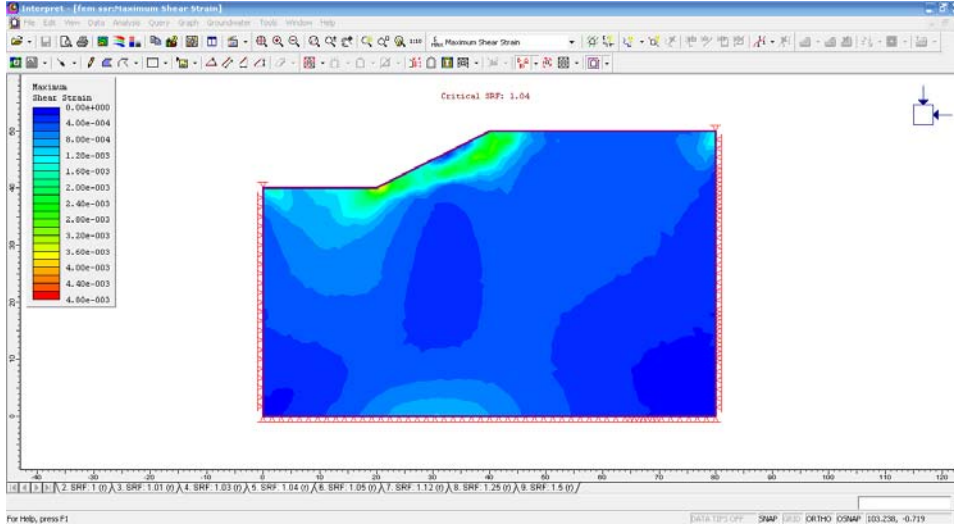 Interpret - [fem ssr:Maximum Shear Strain]
File Edit View Data Analysis Query Graph Groundwater Tools Window Help
Maximum Shear Strain
Maximum
Shear Strain
0.00e+000
4.00e-004
8.00e-004
1.20e-003
1.60e-003
2.00e-003
2.40e-003
2.80e-003
3.20e-003
3.60e-003
4.00e-003
4.40e-003
4.80e-003
Critical SRF: 1.04
50
40
30
20
10
0
-40 -30 -20 -10 0 10 20 30 40 50 60 70 80 90 100 110 120
2. SRF: 1 (r) 3. SRF: 1.01 (r) 4. SRF: 1.03 (r) 5. SRF: 1.04 (r) 6. SRF: 1.05 (r) 7. SRF: 1.12 (r) 8. SRF: 1.25 (r) 9. SRF: 1.5 (r)
For Help, press F1
DATA TIPS OFF SNAP GRID ORTHO OSNAP 103.238, -0.719